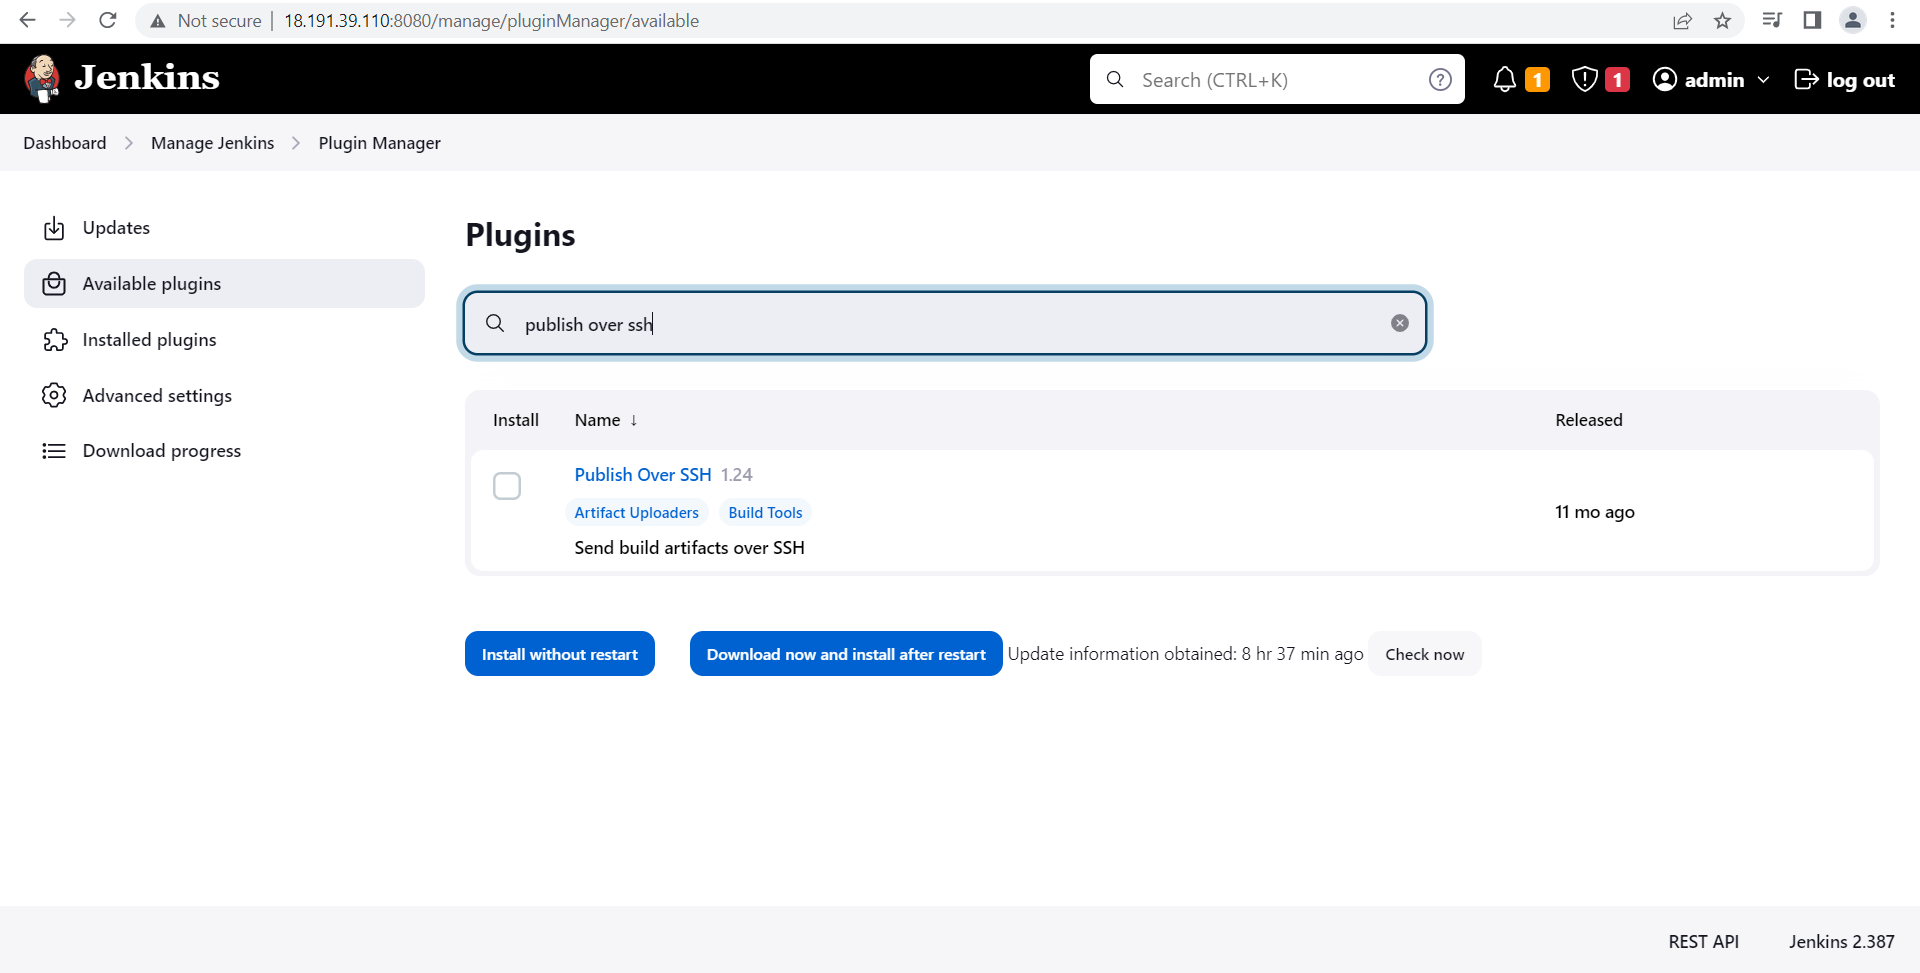 Not secure | 18.191.39.110:8080/manage/pluginManager/available
Jenkins
Search (CTRL+K)
1
1
admin
log out
Dashboard
Manage Jenkins
Plugin Manager
Updates
Available plugins
Installed plugins
Advanced settings
Download progress
Plugins
publish over ssh
Install Name ↓ Released
Publish Over SSH 1.24
Artifact Uploaders Build Tools
11 mo ago
Send build artifacts over SSH
Install without restart
Download now and install after restart
Update information obtained: 8 hr 37 min ago
Check now
REST API
Jenkins 2.387